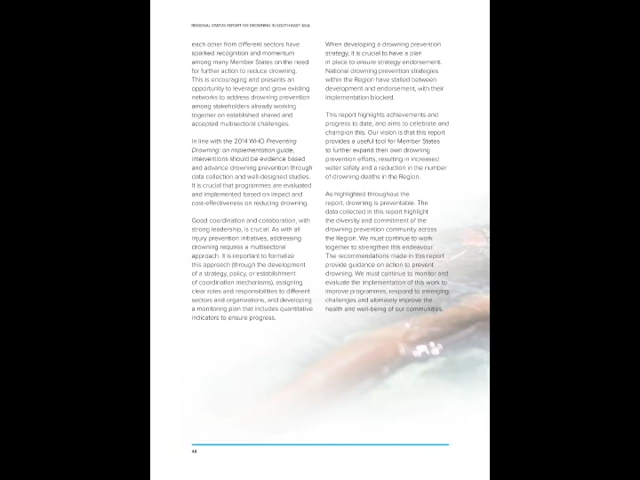 REGIONAL STATUS REPORT ON DROWNING IN SOUTH-EAST ASIA
each other from different sectors have
sparked recognition and momentum
among many Member States on the need
for further action to reduce drowning.
This is encouraging and presents an
opportunity to leverage and grow existing
networks to address drowning prevention
among stakeholders already working
together on established shared and
accepted multisectoral challenges.
In line with the 2014 WHO Preventing
Drowning: an implementation guide,
interventions should be evidence based
and advance drowning prevention through
data collection and well-designed studies.
It is crucial that programmes are evaluated
and implemented based on impact and
cost-effectiveness on reducing drowning.
Good coordination and collaboration, with
strong leadership, is crucial. As with all
injury prevention initiatives, addressing
drowning requires a multisectoral
approach. It is important to formalize
this approach (through the development
of a strategy, policy, or establishment
of coordination mechanisms), assigning
clear roles and responsibilities to different
sectors and organizations, and developing
a monitoring plan that includes quantitative
indicators to ensure progress.
When developing a drowning prevention
strategy, it is crucial to have a plan
in place to ensure strategy endorsement.
National drowning prevention strategies
within the Region have stalled between
development and endorsement, with their
implementation blocked.
This report highlights achievements and
progress to date, and aims to celebrate and
champion this. Our vision is that this report
provides a useful tool for Member States
to further expand their own drowning
prevention efforts, resulting in increased
water safety and a reduction in the number
of drowning deaths in the Region.
As highlighted throughout the
report, drowning is preventable. The
data collected in this report highlight
the diversity and commitment of the
drowning prevention community across
the Region. We must continue to work
together to strengthen this endeavour.
The recommendations made in this report
provide guidance on action to prevent
drowning. We must continue to monitor and
evaluate the implementation of this work to
improve programmes, respond to emerging
challenges and ultimately improve the
health and well-being of our communities.